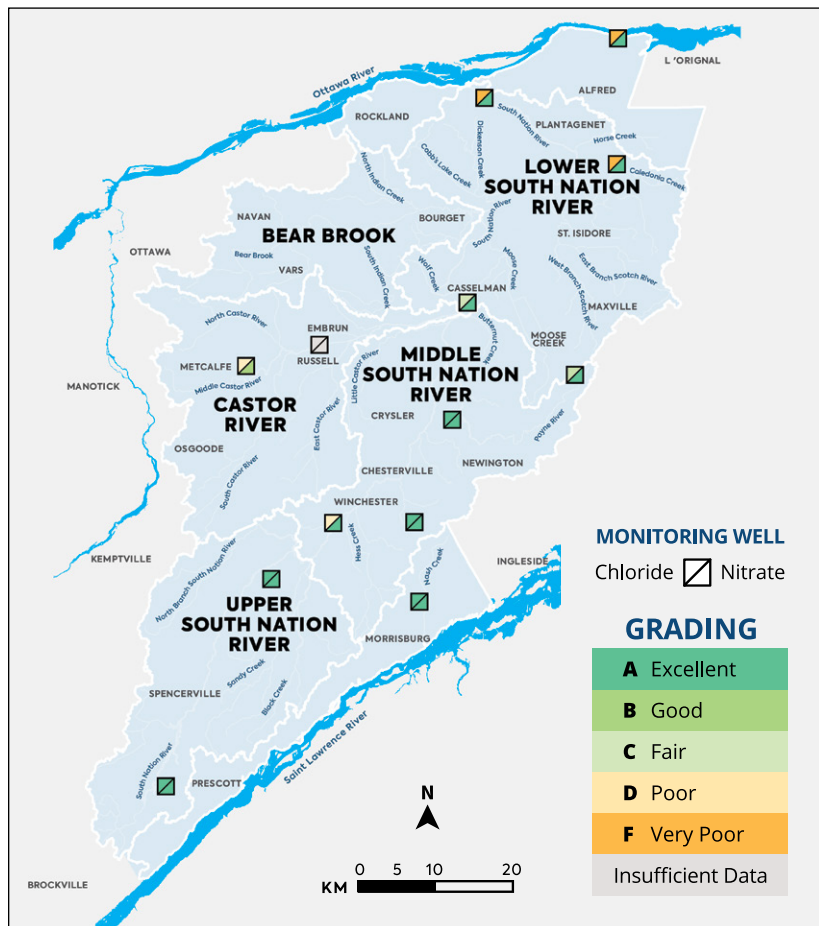 L 'ORIGNAL
Ottawa River
ALFRED
ROCKLAND
South Nation River
PLANTAGENET
Dickenson Creek
Horse Creek
Cobb's Lake Creek
North Indian Creek
LOWER
SOUTH NATION
RIVER
Caledonia Creek
NAVAN
BOURGET
BEAR BROOK
South Nation River
ST. ISIDORE
OTTAWA
Bear Brook
VARS
South Indian Creek
Wolf Creek
Moose Creek
West Branch Scotch River
East Branch Scotch River
CASSELMAN
MAXVILLE
North Castor River
EMBRUN
RUSSELL
Butternut Creek
MOOSE
CREEK
METCALFE
Middle Castor River
Little Castor River
MIDDLE
SOUTH NATION
RIVER
MANOTICK
CASTOR
RIVER
East Castor River
CRYSLER
Payne River
OSGOODE
South Castor River
CHESTERVILLE
NEWINGTON
WINCHESTER
Hess Creek
KEMPTVILLE
North Branch South Nation River
Nash Creek
INGLESIDE
MONITORING WELL
Chloride
Nitrate
UPPER
SOUTH NATION
RIVER
MORRISBURG
GRADING
A Excellent
B Good
C Fair
D Poor
F Very Poor
Insufficient Data
Sandy Creek
Black Creek
SPENCERVILLE
South Nation River
PRESCOTT
Saint Lawrence River
BROCKVILLE
N
0 5 10 20
KM